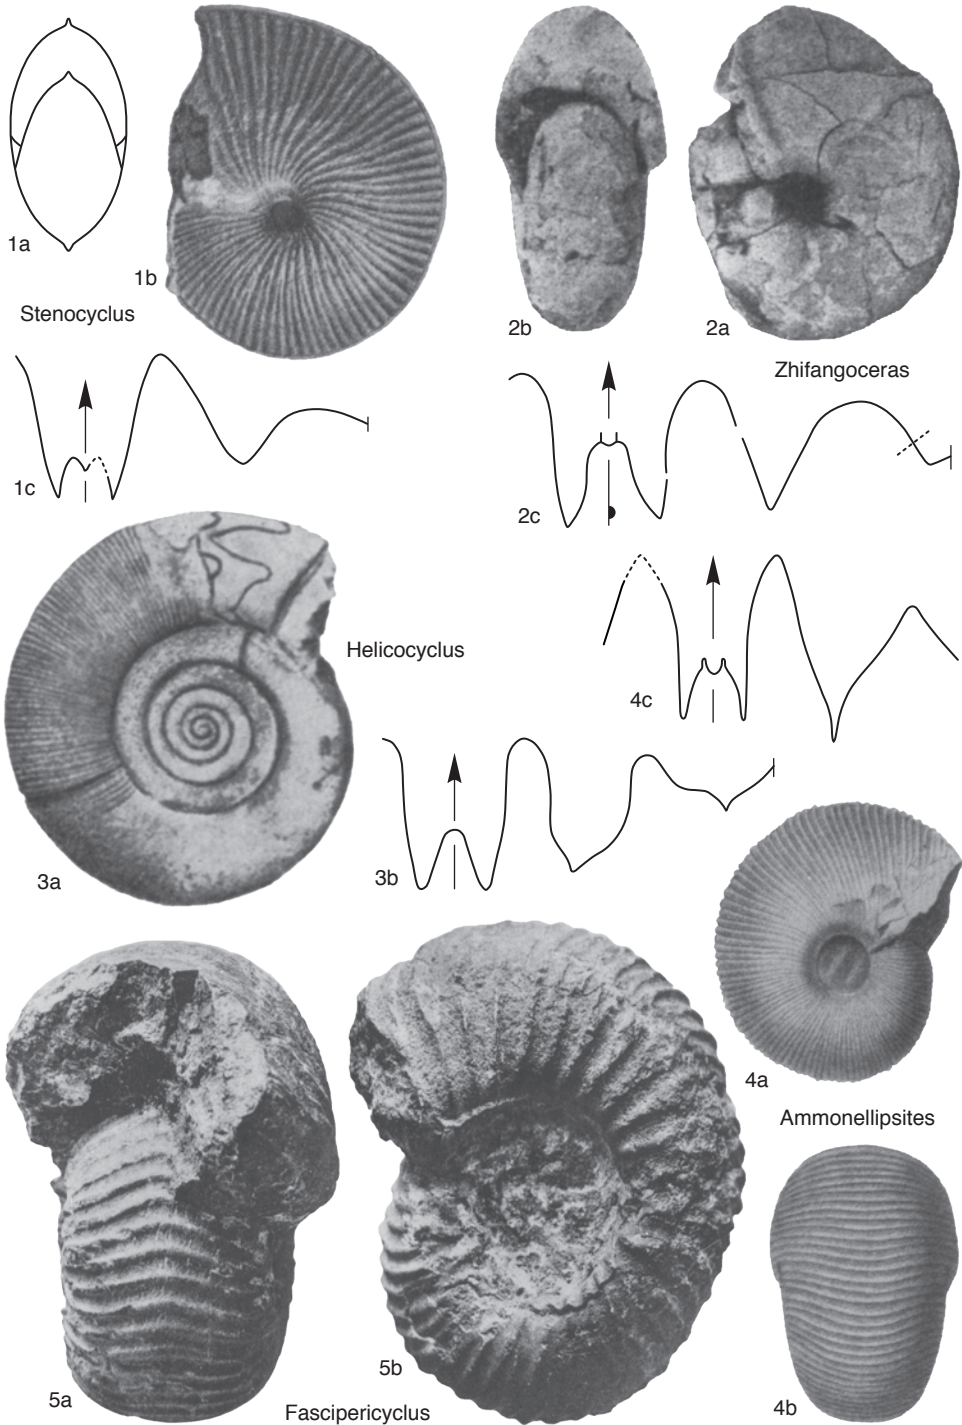 1a
1b
Stenocyclus
2b
2a
Zhifangoceras
1c
2c
Helicocyclus
4c
3a
3b
4a
Ammonellipsites
5a
5b
4b
Fascipericyclus